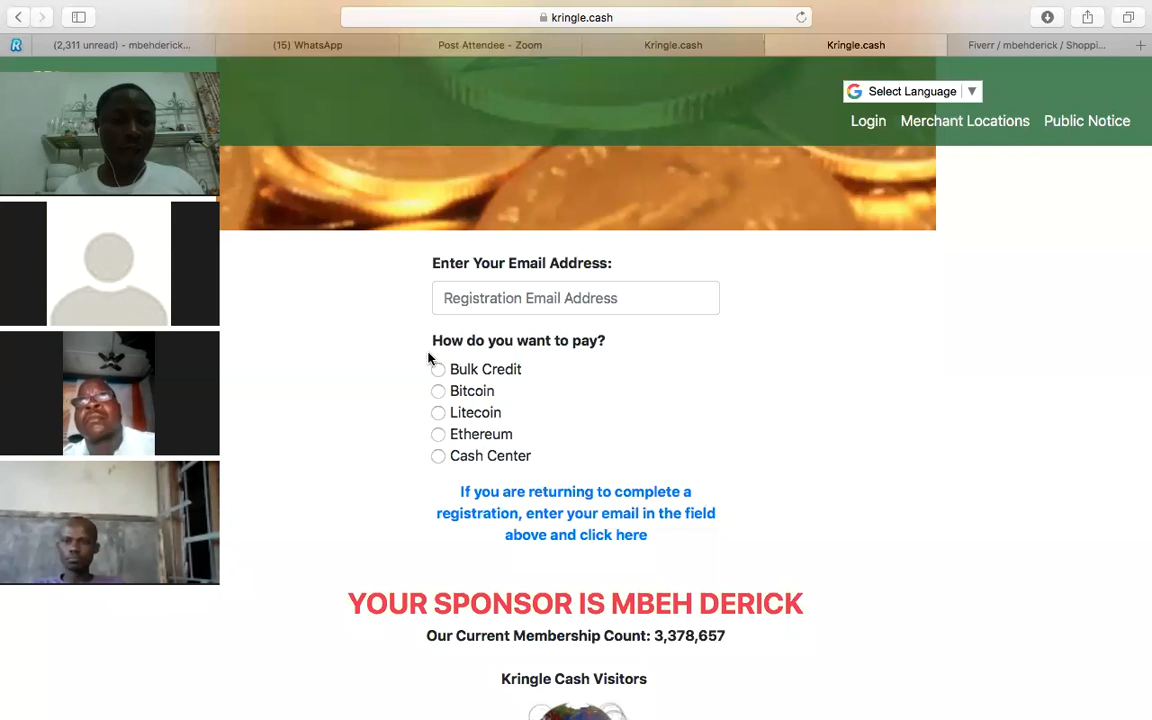 kringle.cash
(2,311 unread) - mbehderick...
(15) WhatsApp
Post Attendee - Zoom
Kringle.cash
Kringle.cash
Fiverr / mbehderick / Shoppi...
Select Language
Login
Merchant Locations
Public Notice
Enter Your Email Address:
Registration Email Address
How do you want to pay?
Bulk Credit
Bitcoin
Litecoin
Ethereum
Cash Center
If you are returning to complete a
registration, enter your email in the field
above and click here
YOUR SPONSOR IS MBEH DERICK
Our Current Membership Count: 3,378,657
Kringle Cash Visitors